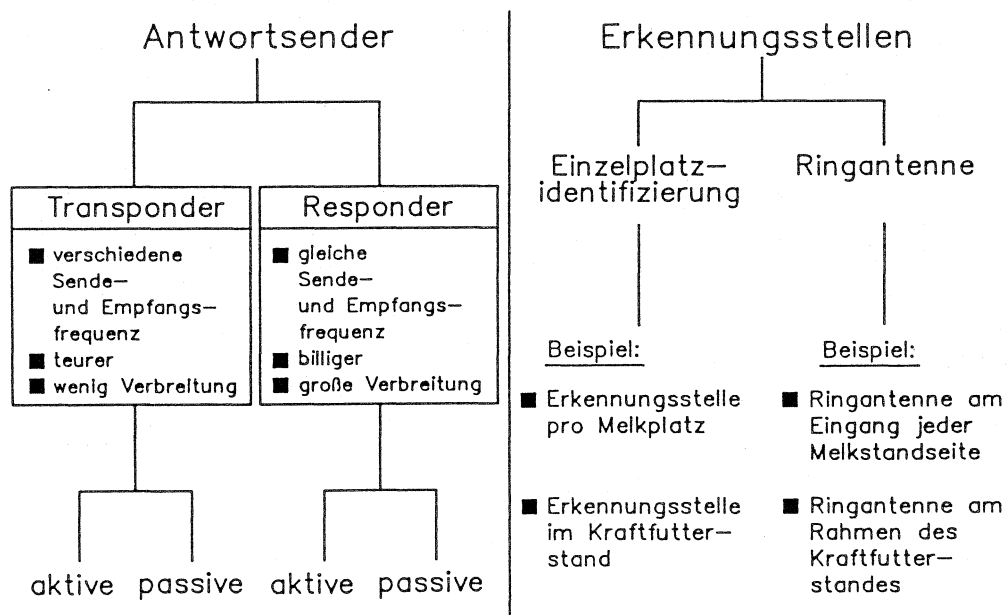 Antwortsender
Transponder
■ verschiedene
Sende-
und Empfangs-
frequenz
■ teurer
■ wenig Verbreitung
Responder
■ gleiche
Sende-
und Empfangs-
frequenz
■ billiger
■ große Verbreitung
aktive passive
aktive passive
Erkennungsstellen
Einzelplatz-
identifizierung
Beispiel:
■ Erkennungsstelle
pro Melkplatz
■ Erkennungsstelle
im Kraftfutter-
stand
Ringantenne
Beispiel:
■ Ringantenne am
Eingang jeder
Melkstandseite
■ Ringantenne am
Rahmen des
Kraftfutter-
standes